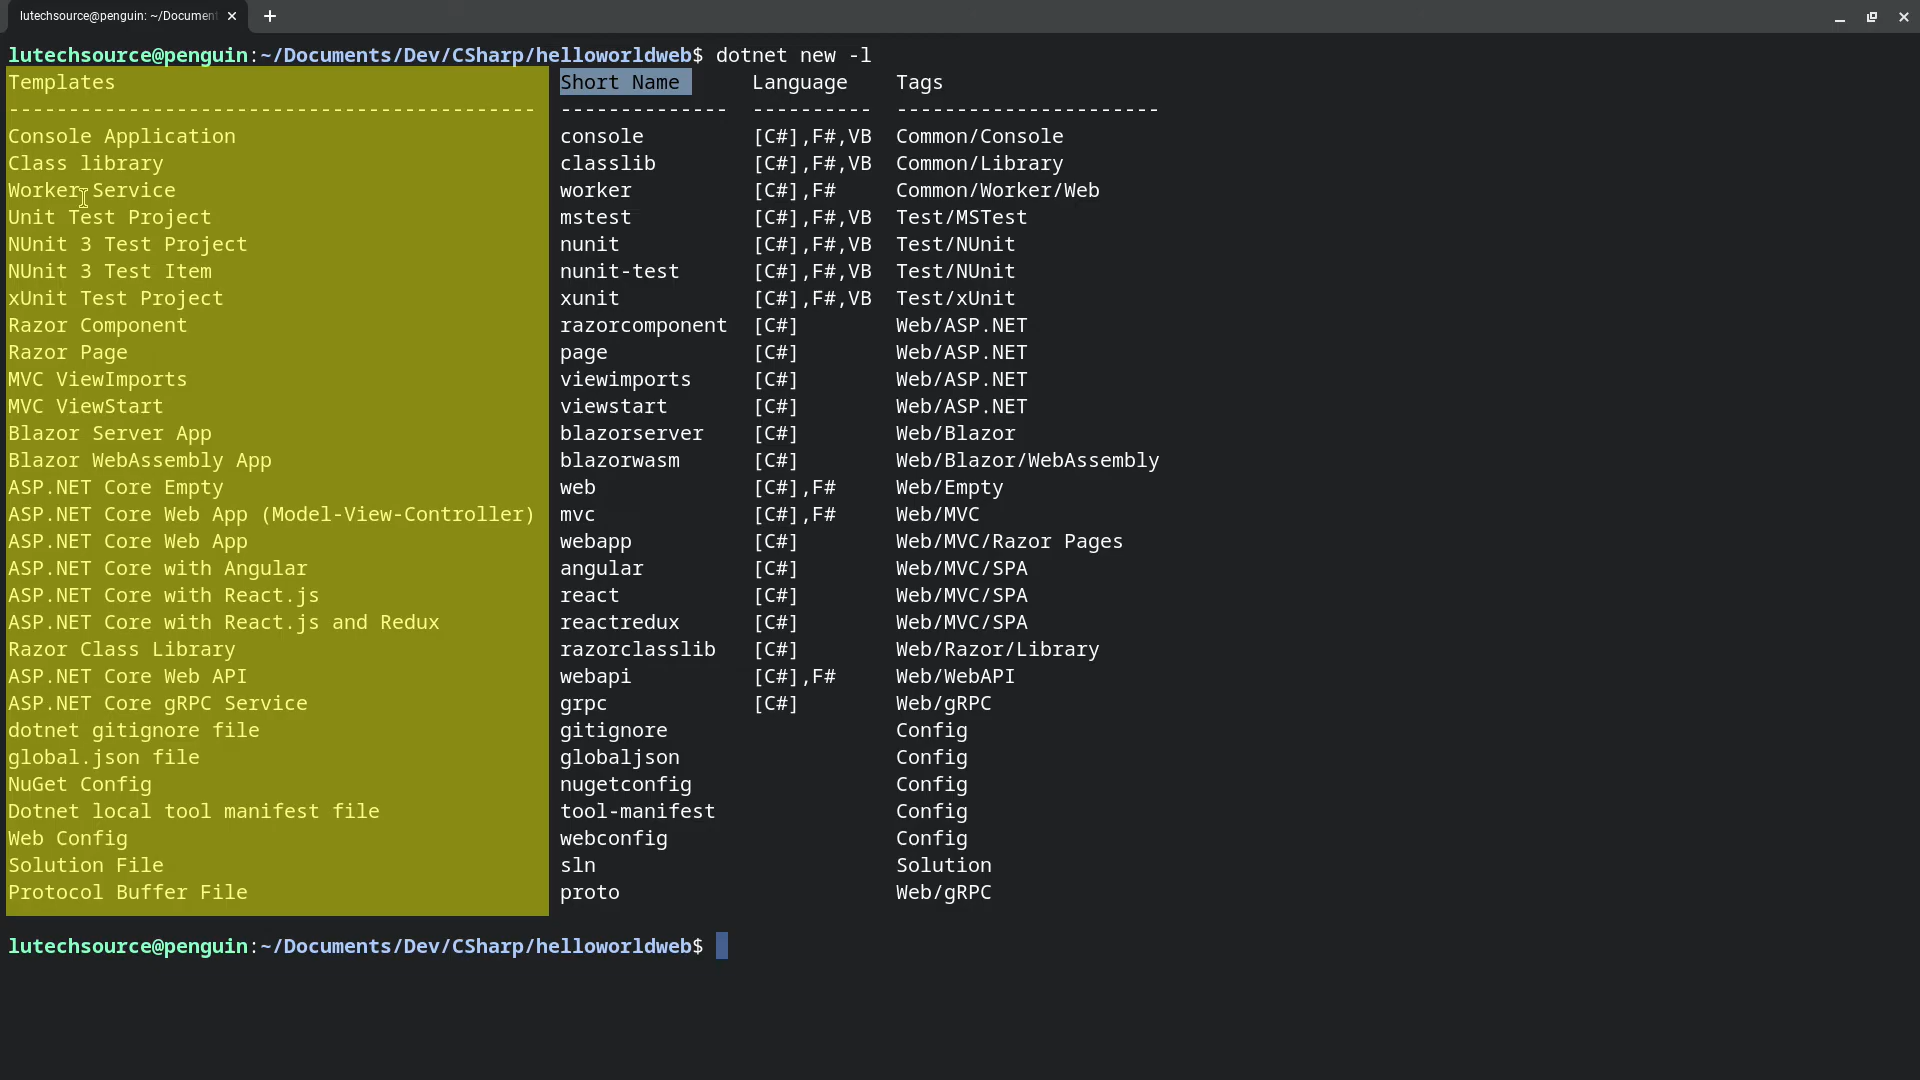 lutechsource@penguin: ~/Documen
lutechsource@penguin:~/Documents/Dev/CSharp/helloworldweb$ dotnet new -l
Templates Short Name Language Tags
-------------------------------------------- -------------- ---------- ----------------------
Console Application console [C#],F#,VB Common/Console
Class library classlib [C#],F#,VB Common/Library
Worker Service worker [C#],F# Common/Worker/Web
Unit Test Project mstest [C#],F#,VB Test/MSTest
NUnit 3 Test Project nunit [C#],F#,VB Test/NUnit
NUnit 3 Test Item nunit-test [C#],F#,VB Test/NUnit
xUnit Test Project xunit [C#],F#,VB Test/xUnit
Razor Component razorcomponent [C#] Web/ASP.NET
Razor Page page [C#] Web/ASP.NET
MVC ViewImports viewimports [C#] Web/ASP.NET
MVC ViewStart viewstart [C#] Web/ASP.NET
Blazor Server App blazorserver [C#] Web/Blazor
Blazor WebAssembly App blazorwasm [C#] Web/Blazor/WebAssembly
ASP.NET Core Empty web [C#],F# Web/Empty
ASP.NET Core Web App (Model-View-Controller) mvc [C#],F# Web/MVC
ASP.NET Core Web App webapp [C#] Web/MVC/Razor Pages
ASP.NET Core with Angular angular [C#] Web/MVC/SPA
ASP.NET Core with React.js react [C#] Web/MVC/SPA
ASP.NET Core with React.js and Redux reactredux [C#] Web/MVC/SPA
Razor Class Library razorclasslib [C#] Web/Razor/Library
ASP.NET Core Web API webapi [C#],F# Web/WebAPI
ASP.NET Core gRPC Service grpc [C#] Web/gRPC
dotnet gitignore file gitignore Config
global.json file globaljson Config
NuGet Config nugetconfig Config
Dotnet local tool manifest file tool-manifest Config
Web Config webconfig Config
Solution File sln Solution
Protocol Buffer File proto Web/gRPC
lutechsource@penguin:~/Documents/Dev/CSharp/helloworldweb$